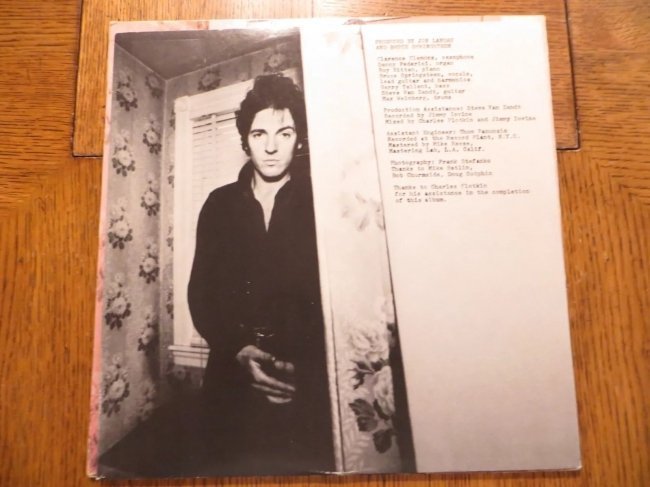 PRODUCED BY JON LANDAU
AND BRUCE SPRINGSTEEN
Clarence Clemons, saxophone
Danny Federici, organ
Roy Bittan, piano
Bruce Springsteen, vocals,
lead guitar and harmonica
Garry Tallent, bass
Steve Van Zandt, guitar
Max Weinberg, drums
Production Assistance: Steve Van Zandt
Recorded by Jimmy Iovine
Mixed by Charles Plotkin and Jimmy Iovine
Assistant Engineer: Thom Panunzio
Recorded at the Record Plant, N.Y.C.
Mastered by Mike Reese,
Mastering Lab, L.A. Calif.
Photography: Frank Stefanko
Thanks to Mike Batlin,
Bob Chirmside, Doug Sutphin
Thanks to Charles Plotkin
for his assistance in the completion
of this album.